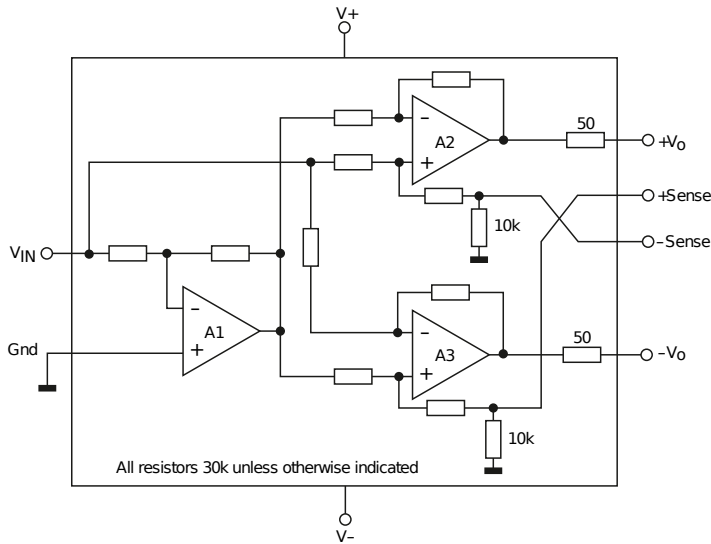 V+
A2
50
+Vo
+Sense
10k
VIN
–Sense
A1
Gnd
A3
50
–Vo
10k
All resistors 30k unless otherwise indicated
V–
–
+
–
+
–
+